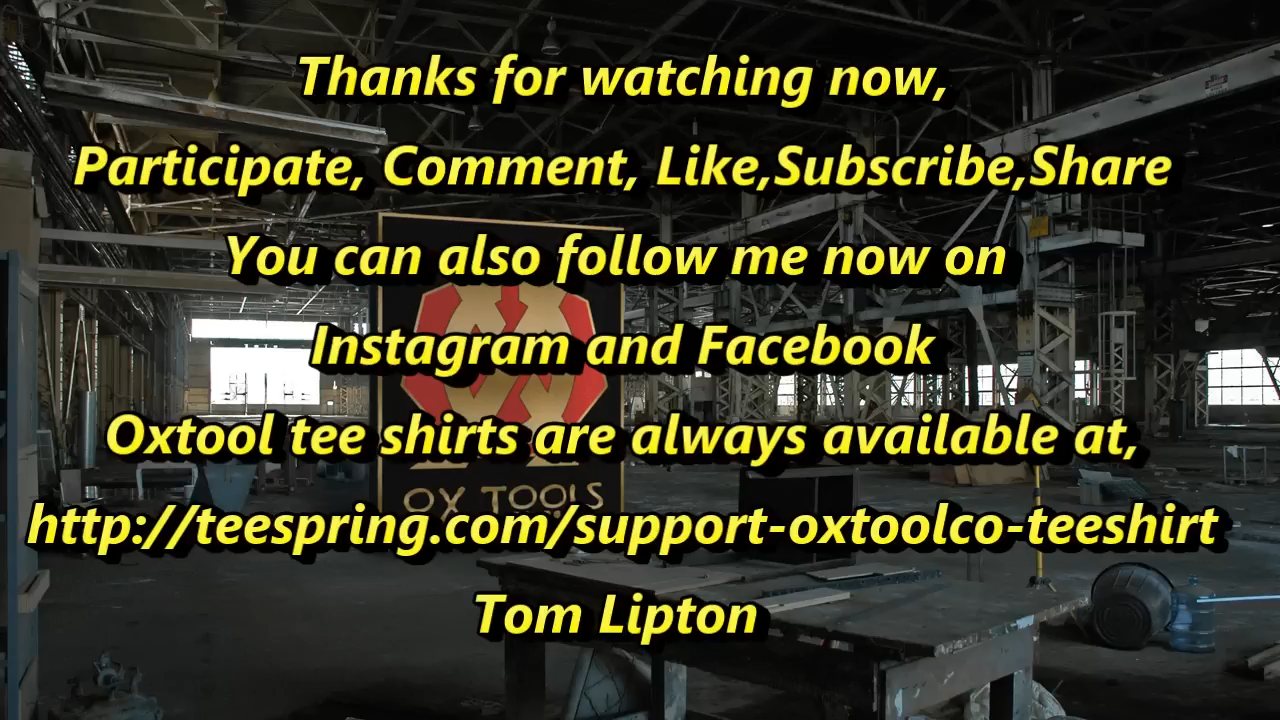 Thanks for watching now,
Participate, Comment, Like,Subscribe,Share
You can also follow me now on
Instagram and Facebook
Oxtool tee shirts are always available at,
OX TOOLS
http://teespring.com/support-oxtoolco-teeshirt
Tom Lipton